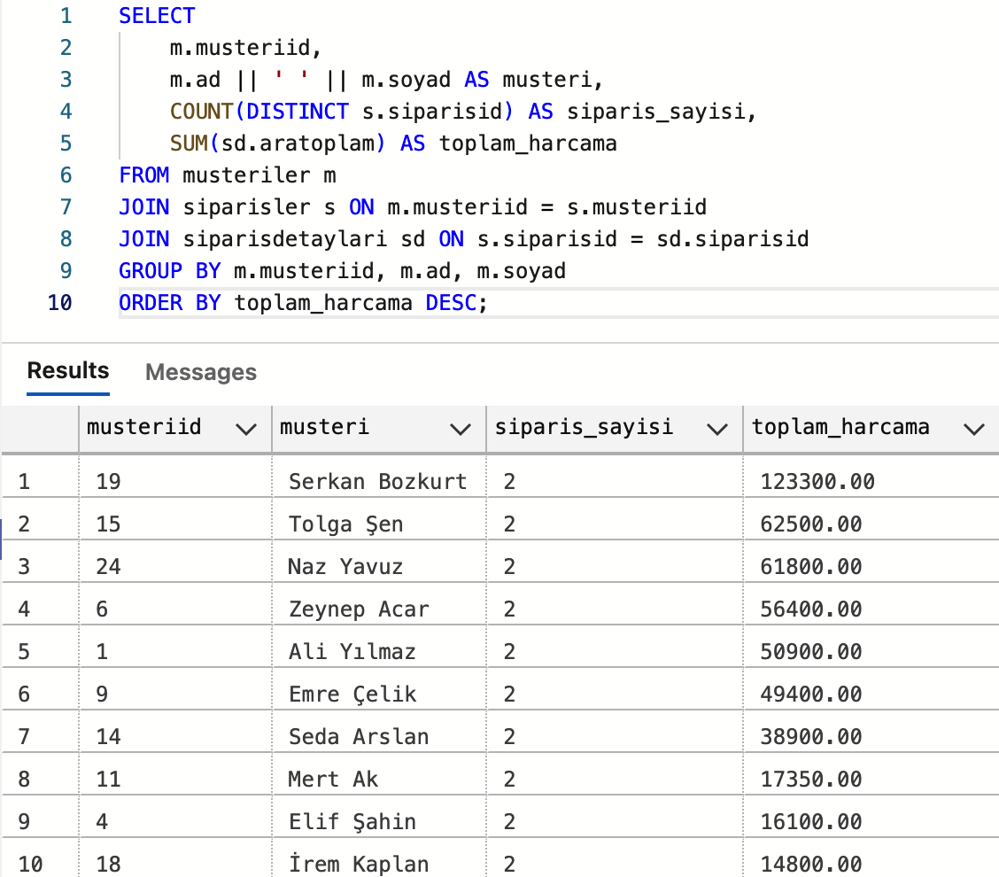 1 SELECT
2 m.musteriid,
3 m.ad || ' ' || m.soyad AS musteri,
4 COUNT(DISTINCT s.siparisid) AS siparis_sayisi,
5 SUM(sd.aratoplam) AS toplam_harcama
6 FROM musteriler m
7 JOIN siparisler s ON m.musteriid = s.musteriid
8 JOIN siparisdetaylari sd ON s.siparisid = sd.siparisid
9 GROUP BY m.musteriid, m.ad, m.soyad
10 ORDER BY toplam_harcama DESC;
Results Messages
musteriid musteri siparis_sayisi toplam_harcama
1 19 Serkan Bozkurt 2 123300.00
2 15 Tolga Şen 2 62500.00
3 24 Naz Yavuz 2 61800.00
4 6 Zeynep Acar 2 56400.00
5 1 Ali Yılmaz 2 50900.00
6 9 Emre Çelik 2 49400.00
7 14 Seda Arslan 2 38900.00
8 11 Mert Ak 2 17350.00
9 4 Elif Şahin 2 16100.00
10 18 İrem Kaplan 2 14800.00